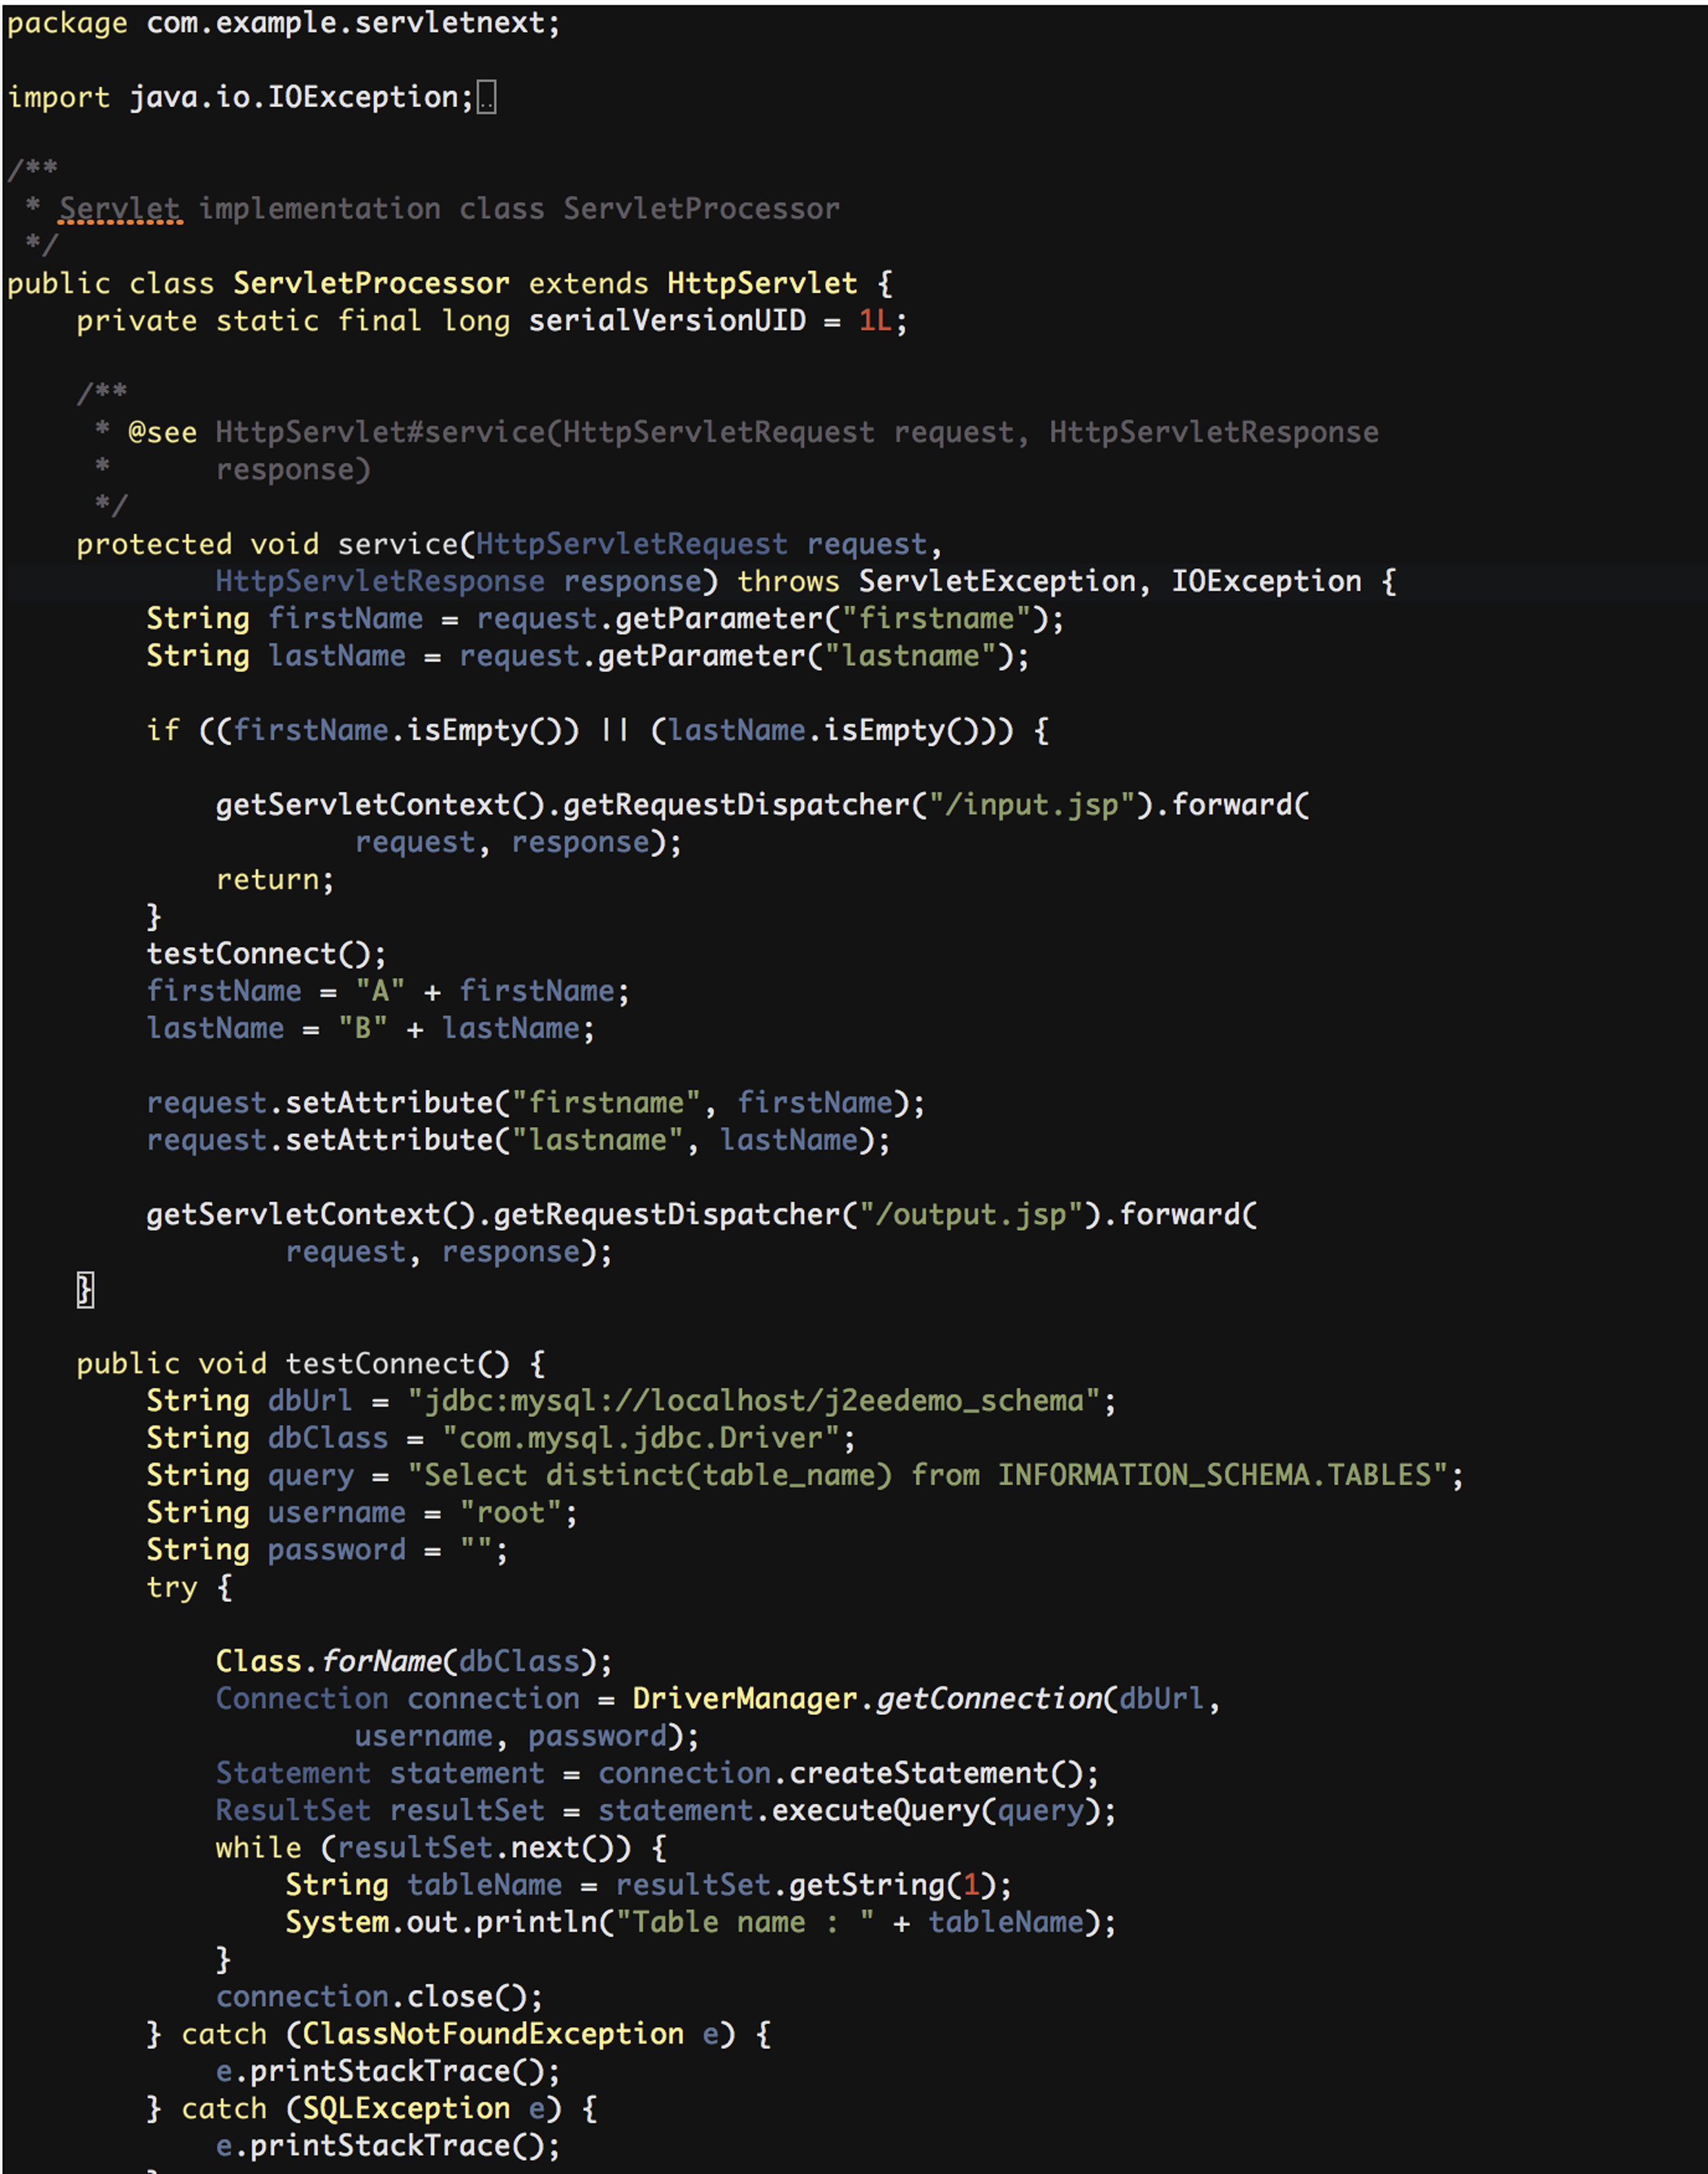 package com.example.servletnext;

import java.io.IOException;..

/**
 * Servlet implementation class ServletProcessor
 */
public class ServletProcessor extends HttpServlet {
    private static final long serialVersionUID = 1L;

    /**
     * @see HttpServlet#service(HttpServletRequest request, HttpServletResponse
     *      response)
     */
    protected void service(HttpServletRequest request,
            HttpServletResponse response) throws ServletException, IOException {
        String firstName = request.getParameter("firstname");
        String lastName = request.getParameter("lastname");

        if ((firstName.isEmpty()) || (lastName.isEmpty())) {

            getServletContext().getRequestDispatcher("/input.jsp").forward(
                    request, response);
            return;
        }
        testConnect();
        firstName = "A" + firstName;
        lastName = "B" + lastName;

        request.setAttribute("firstname", firstName);
        request.setAttribute("lastname", lastName);

        getServletContext().getRequestDispatcher("/output.jsp").forward(
                request, response);
    }

    public void testConnect() {
        String dbUrl = "jdbc:mysql://localhost/j2eedemo_schema";
        String dbClass = "com.mysql.jdbc.Driver";
        String query = "Select distinct(table_name) from INFORMATION_SCHEMA.TABLES";
        String username = "root";
        String password = "";
        try {

            Class.forName(dbClass);
            Connection connection = DriverManager.getConnection(dbUrl,
                    username, password);
            Statement statement = connection.createStatement();
            ResultSet resultSet = statement.executeQuery(query);
            while (resultSet.next()) {
                String tableName = resultSet.getString(1);
                System.out.println("Table name : " + tableName);
            }
            connection.close();
        } catch (ClassNotFoundException e) {
            e.printStackTrace();
        } catch (SQLException e) {
            e.printStackTrace();
        }